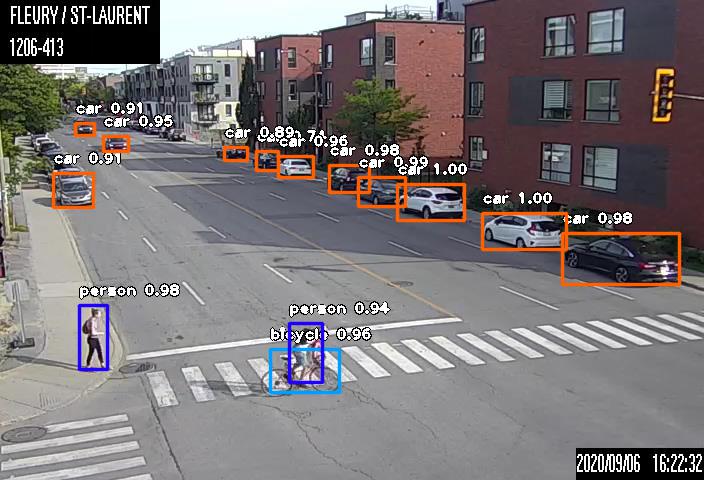 FLEURY / ST-LAURENT
1206-413
car 0.91
car 0.95
car 0.89
car 0.96
car 0.98
car 0.91
car 0.99
car 1.00
car 1.00
car 0.98
person 0.98
person 0.94
bicycle 0.96
2020/09/06 16:22:32